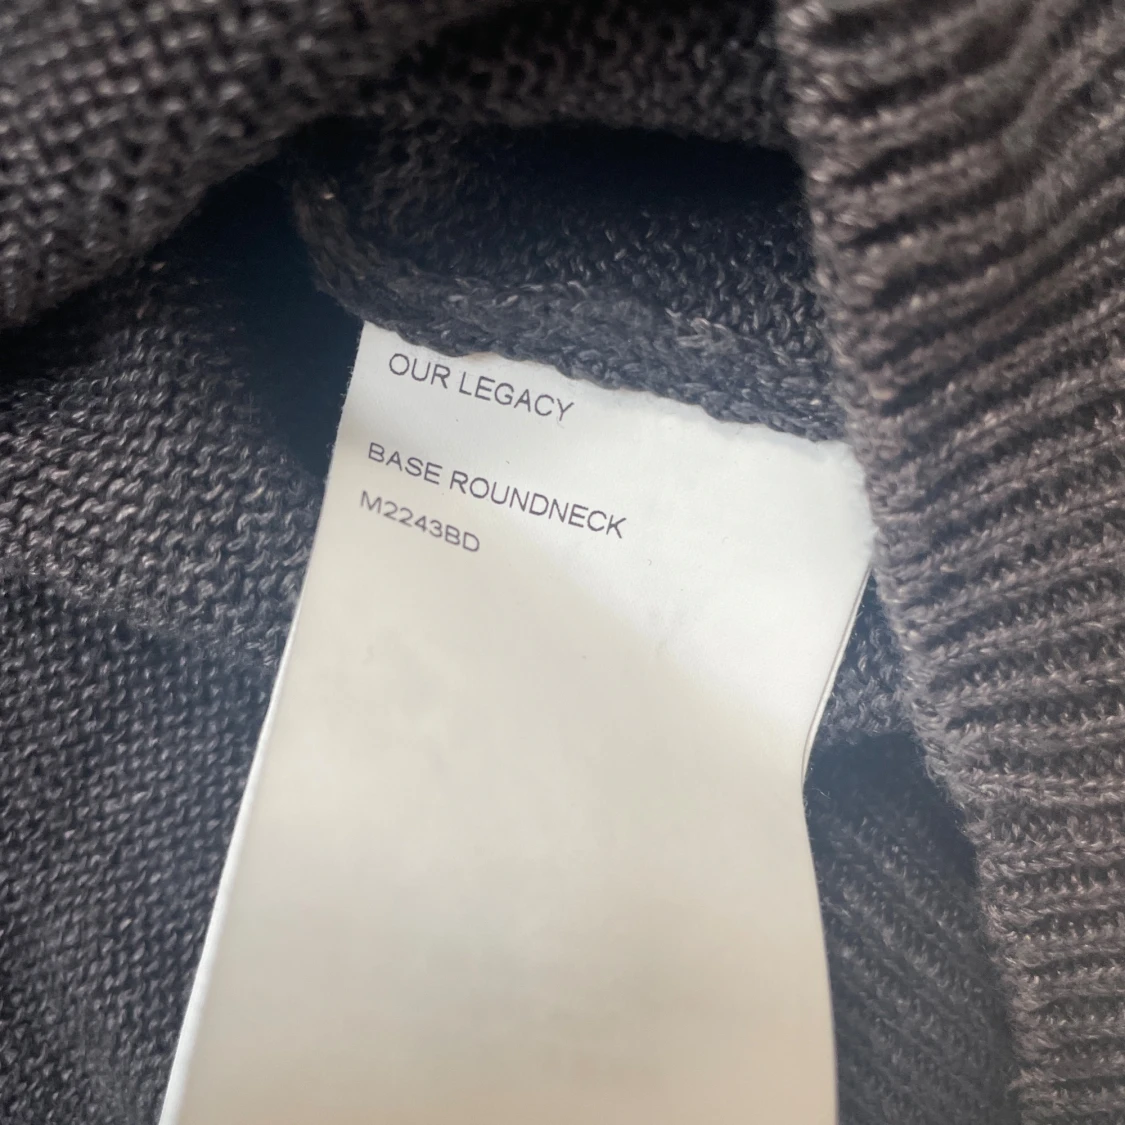 OUR LEGACY
BASE ROUNDNECK
M2243BD